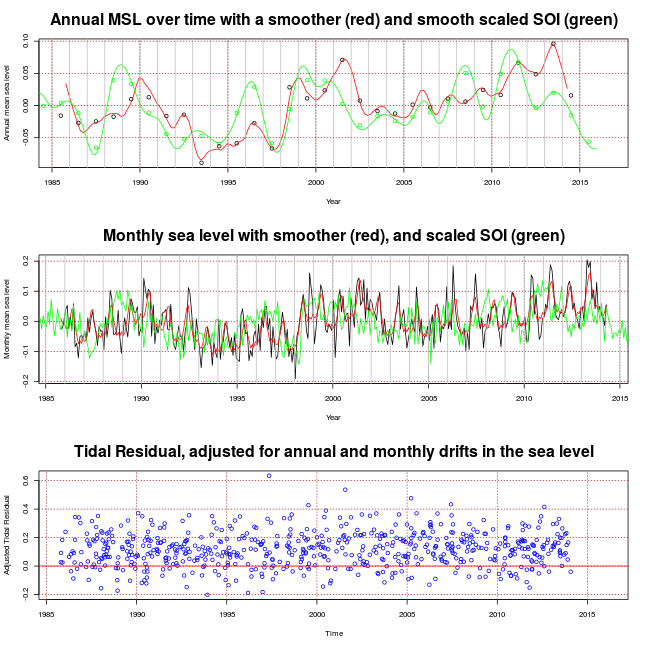 Annual MSL over time with a smoother (red) and smooth scaled SOI (green)
Annual mean sea level
0.10
0.05
0.00
-0.05
1985 1990 1995 2000 2005 2010 2015
Year
Monthly sea level with smoother (red), and scaled SOI (green)
Monthly mean sea level
0.2
0.1
0.0
-0.1
-0.2
1985 1990 1995 2000 2005 2010 2015
Year
Tidal Residual, adjusted for annual and monthly drifts in the sea level
Adjusted Tidal Residual
0.6
0.4
0.2
0.0
-0.2
1985 1990 1995 2000 2005 2010 2015
Time